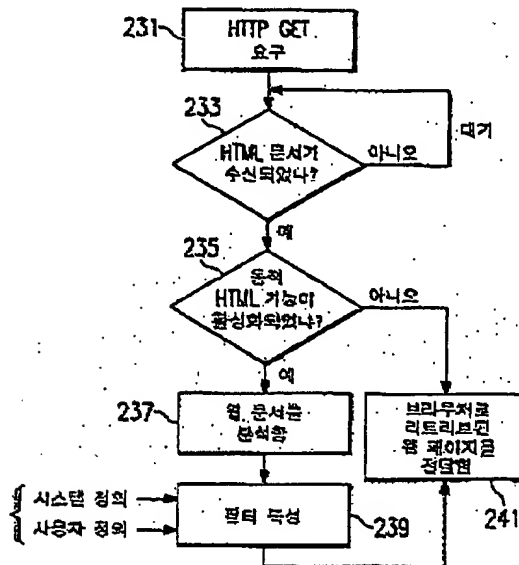 231
HTTP GET
요구
233
대기
HTML 문서가
수신되었나?
아니오
예
235
HTML 기능이
활성화되었나?
아니오
예
237
웹 문서를
분석함
브라우저로
리트리브된
웹 페이지를
전달함
241
시스템 정의
사용자 정의
필터 특성
239